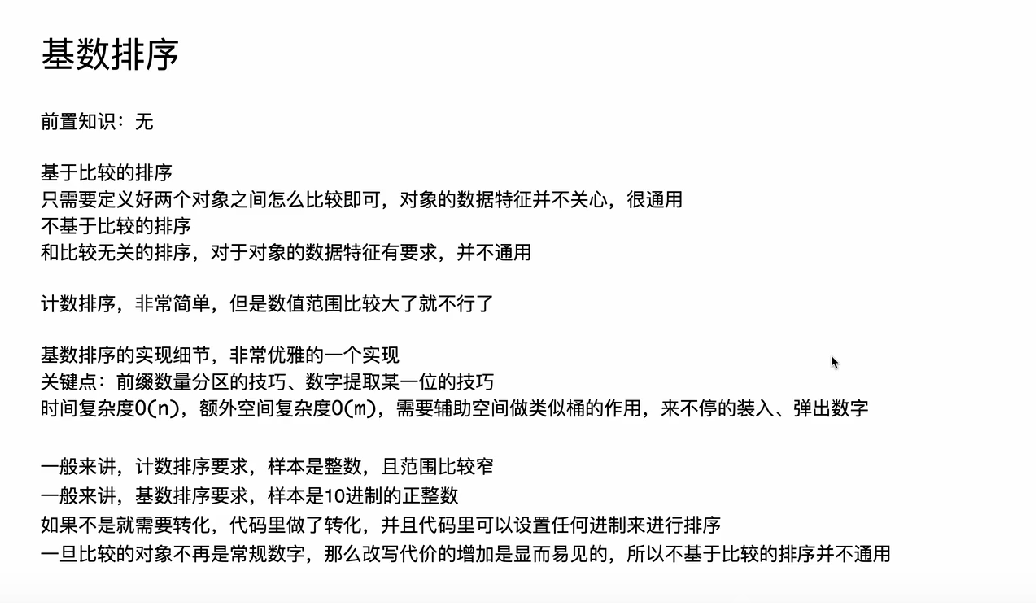 基数排序
前置知识：无
基于比较的排序
只需要定义好两个对象之间怎么比较即可，对象的数据特征并不关心，很通用
不基于比较的排序
和比较无关的排序，对于对象的数据特征有要求，并不通用
计数排序，非常简单，但是数值范围比较大了就不行了
基数排序的实现细节，非常优雅的一个实现
关键点：前缀数量分区的技巧、数字提取某一位的技巧
时间复杂度O(n)，额外空间复杂度O(m)，需要辅助空间做类似桶的作用，来不停的装入、弹出数字
一般来讲，计数排序要求，样本是整数，且范围比较窄
一般来讲，基数排序要求，样本是10进制的正整数
如果不是就需要转化，代码里做了转化，并且代码里可以设置任何进制来进行排序
一旦比较的对象不再是常规数字，那么改写代价的增加是显而易见的，所以不基于比较的排序并不通用